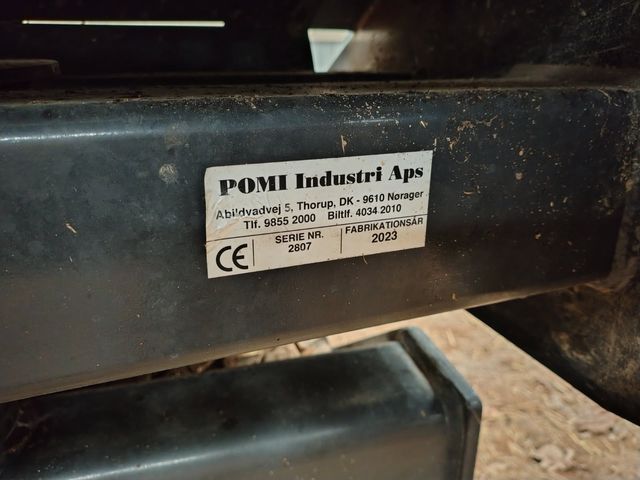 POMI Industri Aps
Abildvadvej 5, Thorup, DK - 9610 Nørager
Tlf. 9855 2000 Biltlf. 4034 2010
CE
SERIE NR.
2807
FABRIKATIONSÅR
2023